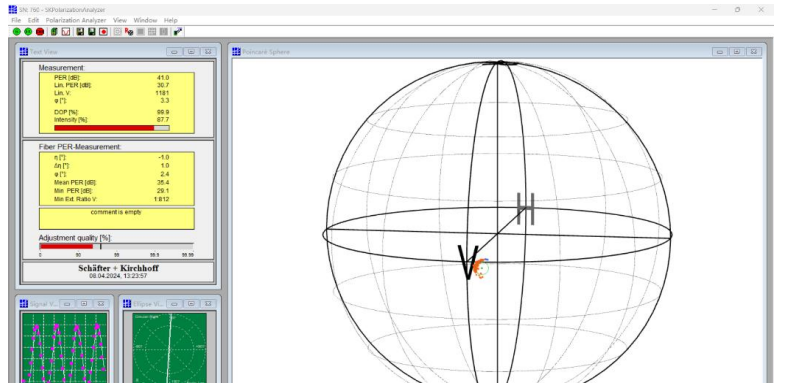 SN: 760 - SKPolarizationAnalyzer
File Edit Polarization Analyzer View Window Help
Text View
Measurement:
PER [dB]: 41.0
Lin. PER [dB]: 30.7
Lin. V: 1181
φ [°]: 3.3
DOP [%]: 99.9
Intensity [%]: 87.7
Fiber PER-Measurement:
η [°]: -1.0
Δη [°]: 1.0
φ [°]: 2.4
Mean PER [dB]: 35.4
Min PER [dB]: 29.1
Min Ext. Ratio V: 1:812
comment is empty
Adjustment quality [%]:
0 90 99 99.9 99.99
Schäfter + Kirchhoff
08.04.2024, 13:23:57
Signal V...
Ellipse Vi...
Poincaré Sphere
H
V